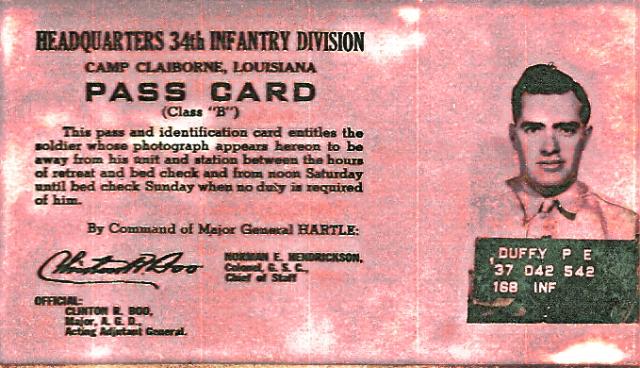 HEADQUARTERS 34th INFANTRY DIVISION
CAMP CLAIBORNE, LOUISIANA
PASS CARD
(Class "B")
This pass and identification card entitles the
soldier whose photograph appears hereon to be
away from his unit and station between the hours
of retreat and bed check and from noon Saturday
until bed check Sunday when no duty is required
of him.
By Command of Major General HARTLE:
NORMAN E. HENDRICKSON,
Colonel, G. S. C.,
Chief of Staff
Clinton R Boo
OFFICIAL:
CLINTON R. BOO,
Major, A. G. D.,
Acting Adjutant General.
DUFFY P E
37 042 542
168 INF